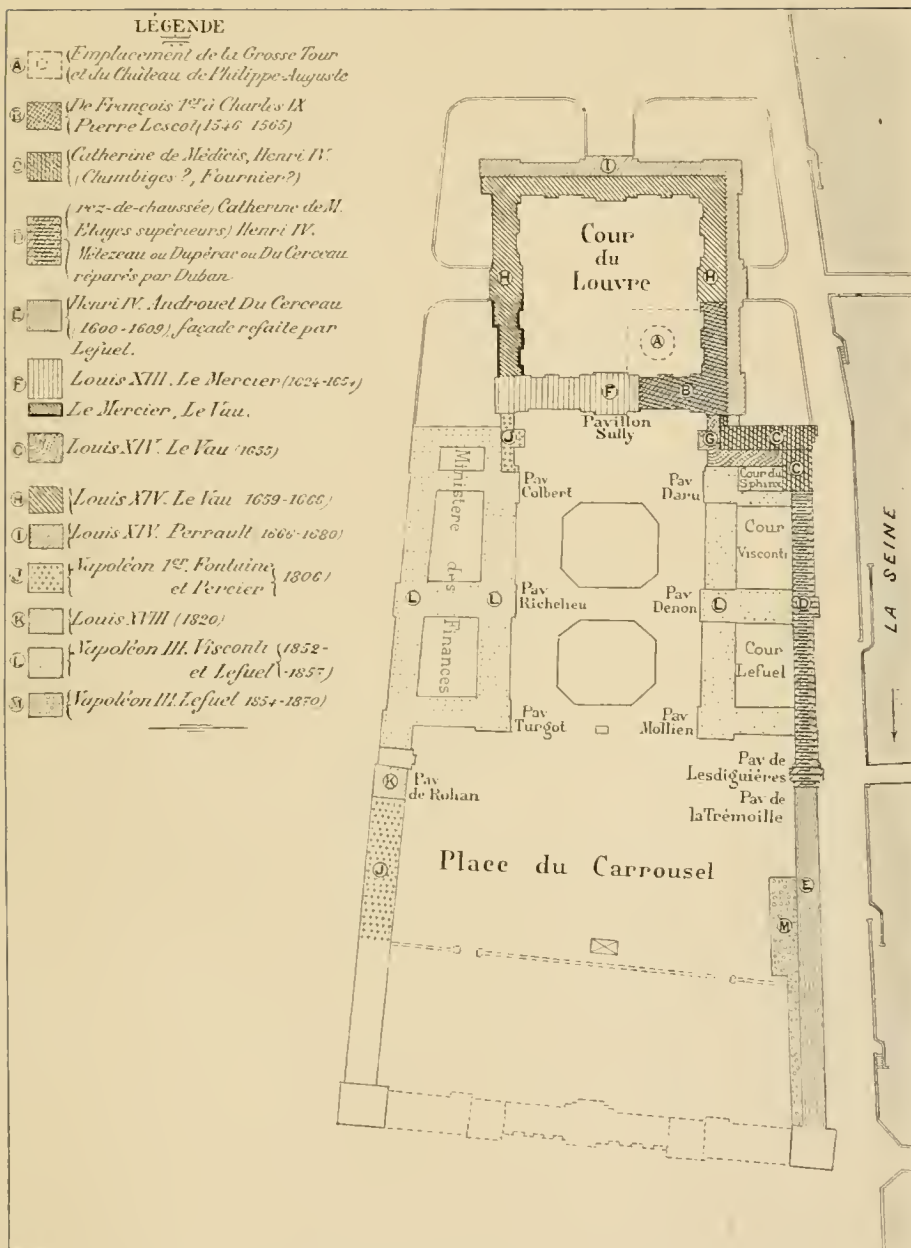 LÉGENDE
A Emplacement de la Grosse Tour
et du Château de Philippe Auguste
B De François 1er à Charles IX
Pierre Lescot (1546-1565)
C Catherine de Médicis, Henri IV.
(Chambiges ?, Fournier ?)
D rez-de-chaussée) Catherine de M.
Etages supérieurs) Henri IV.
Métezeau ou Dupérac ou Du Cerceau
réparés par Duban.
E Henri IV. Androuet Du Cerceau
(1600-1609), façade refaite par
Lefuel.
F Louis XIII. Le Mercier (1624-1654)
Le Mercier, Le Vau.
G Louis XIV. Le Vau (1655)
H Louis XIV. Le Vau 1659-1666)
I Louis XIV. Perrault 1666-1680)
J Napoléon 1er, Fontaine
et Percier 1806)
K Louis XVIII (1820)
L Napoléon III. Visconti (1852-
et Lefuel -1857)
M Napoléon III. Lefuel 1854-1870)
I
Cour
du
Louvre
H
H
A
F
B
Pavillon
Sully
J
G
C
C
Cour du
Sphinx
Pav
Colbert
Pav
Daru
Ministère des Finances
Cour
Visconti
L
L
Pav
Richelieu
Pav
Denon
L
D
Cour
Lefuel
LA SEINE
Pav
Turgot
Pav
Mollien
Pav de
Lesdiguières
Pav de
la Trémoille
K
Pav
de Rohan
Place du Carrousel
J
E
M